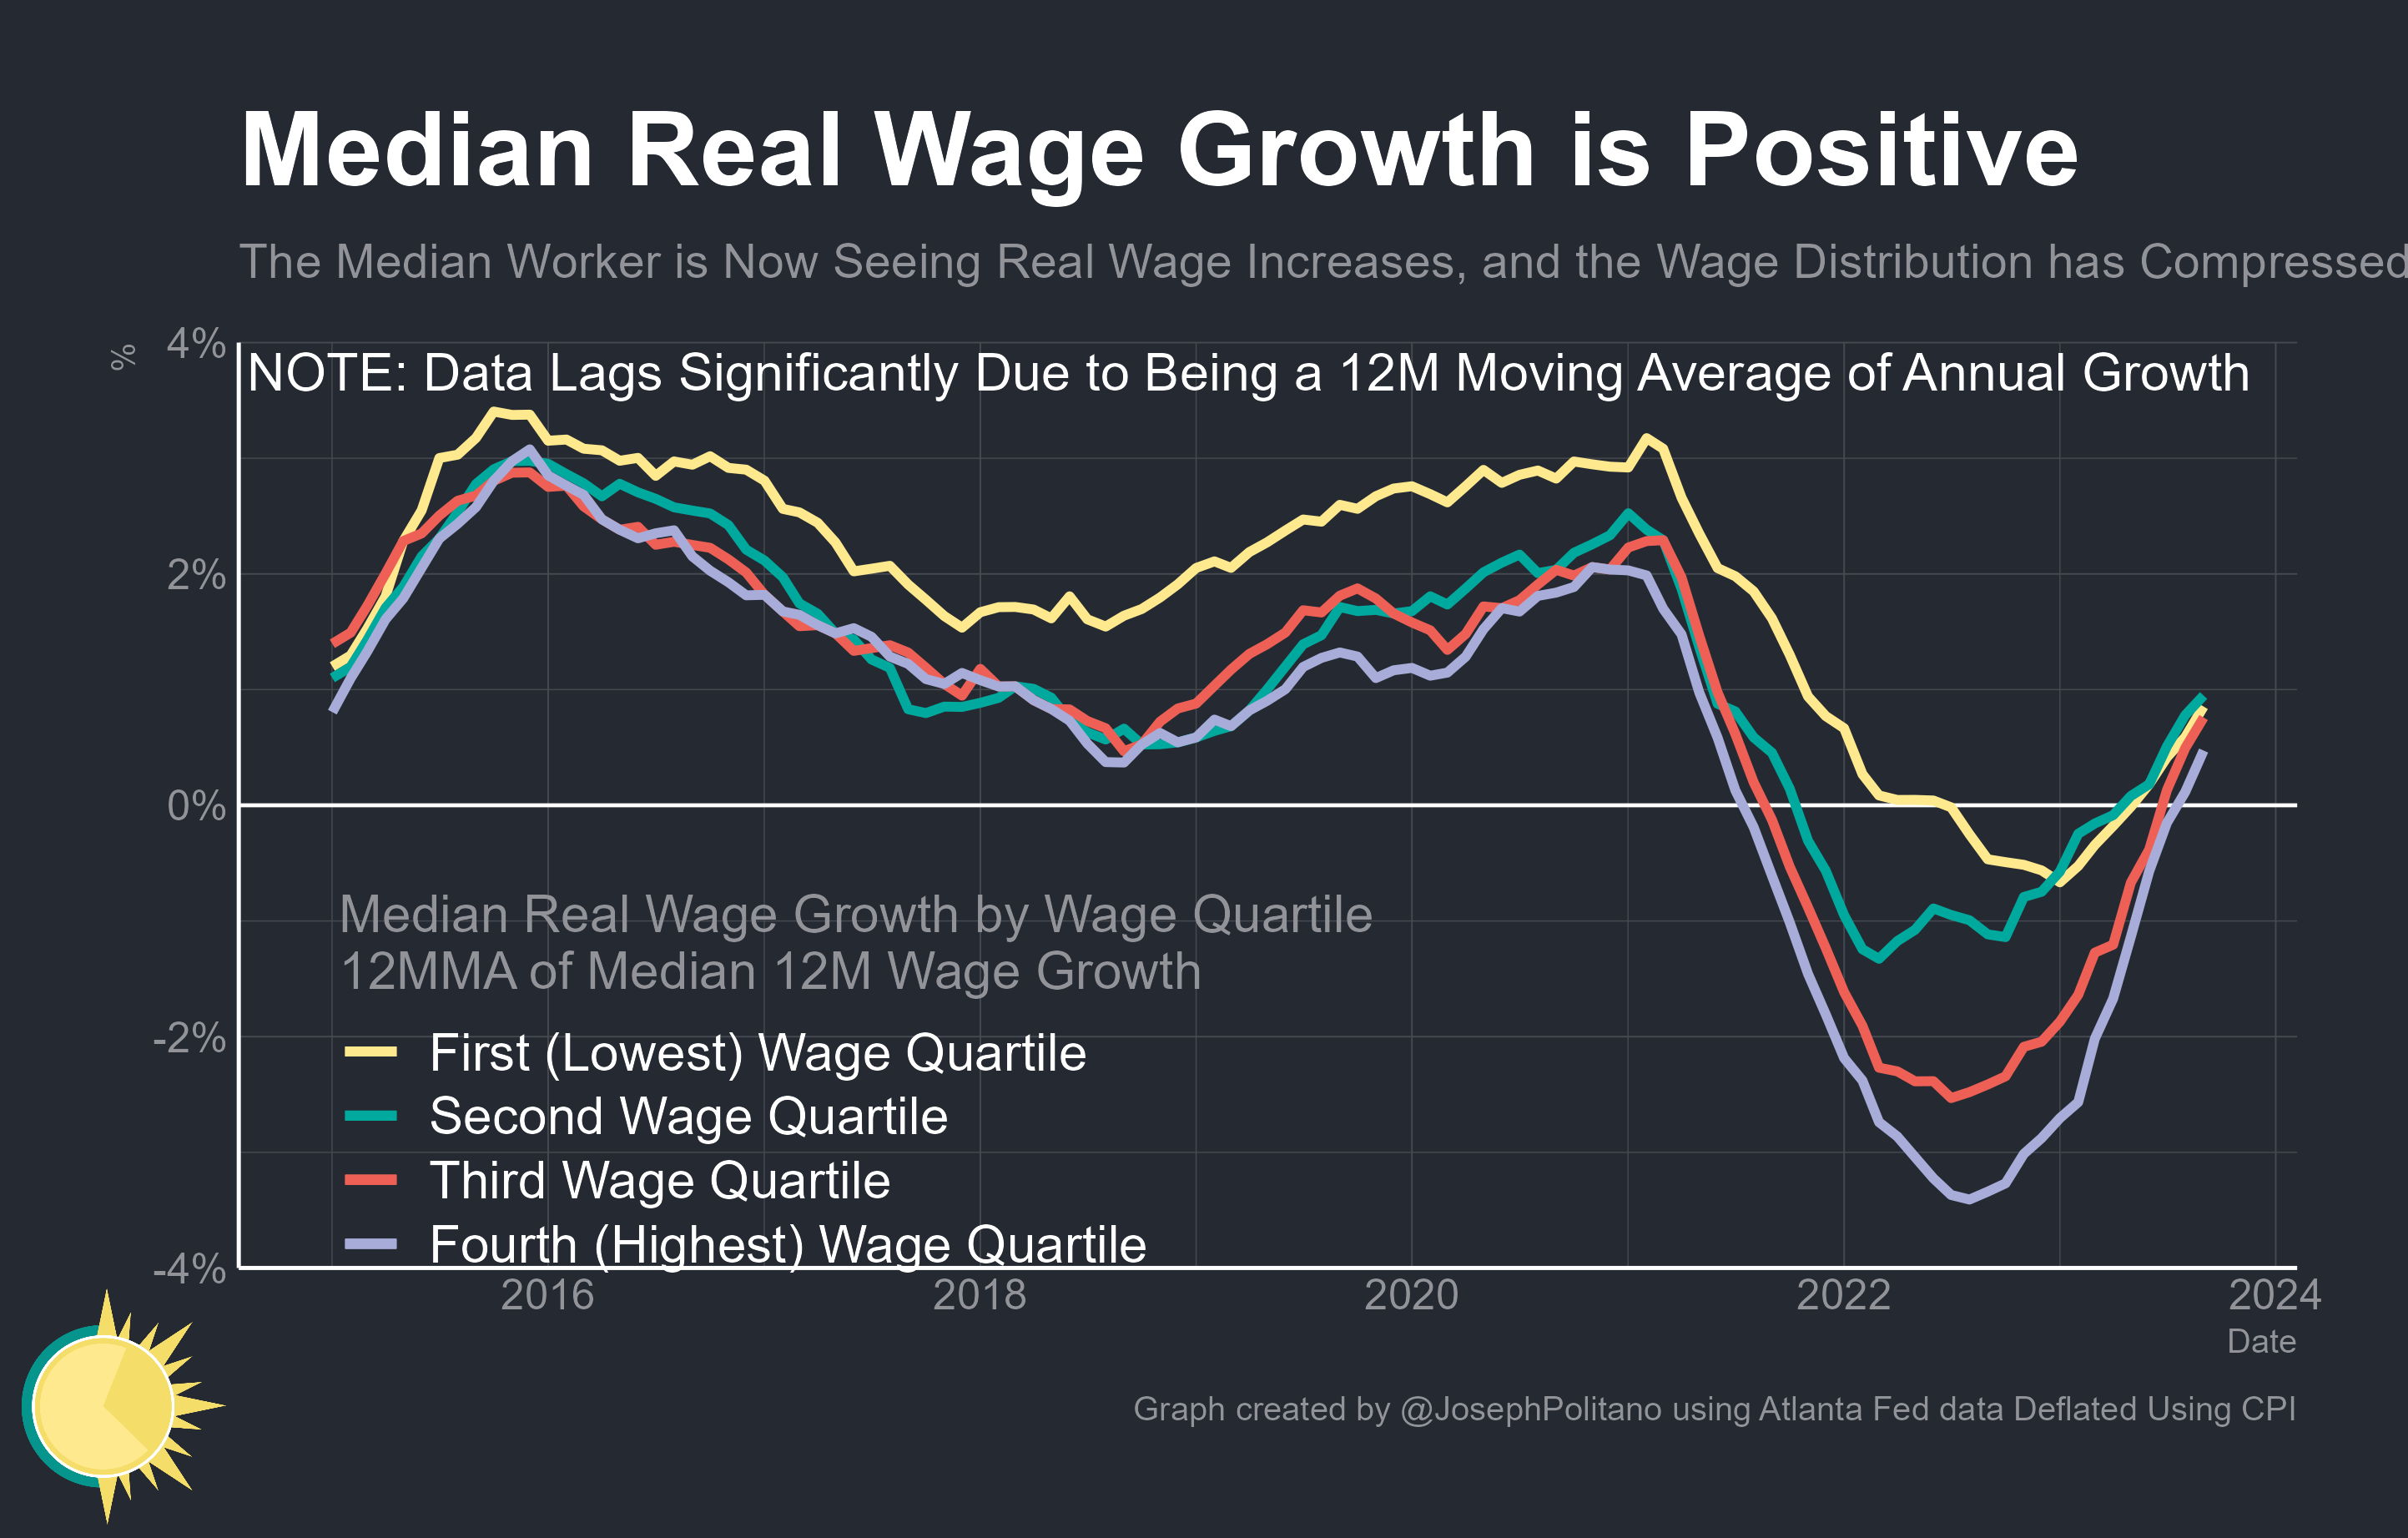 Median Real Wage Growth is Positive
The Median Worker is Now Seeing Real Wage Increases, and the Wage Distribution has Compressed
%
4%
NOTE: Data Lags Significantly Due to Being a 12M Moving Average of Annual Growth
2%
0%
Median Real Wage Growth by Wage Quartile
12MMA of Median 12M Wage Growth
-2%
First (Lowest) Wage Quartile
Second Wage Quartile
Third Wage Quartile
Fourth (Highest) Wage Quartile
-4%
2016 2018 2020 2022 2024
Date
Graph created by @JosephPolitano using Atlanta Fed data Deflated Using CPI